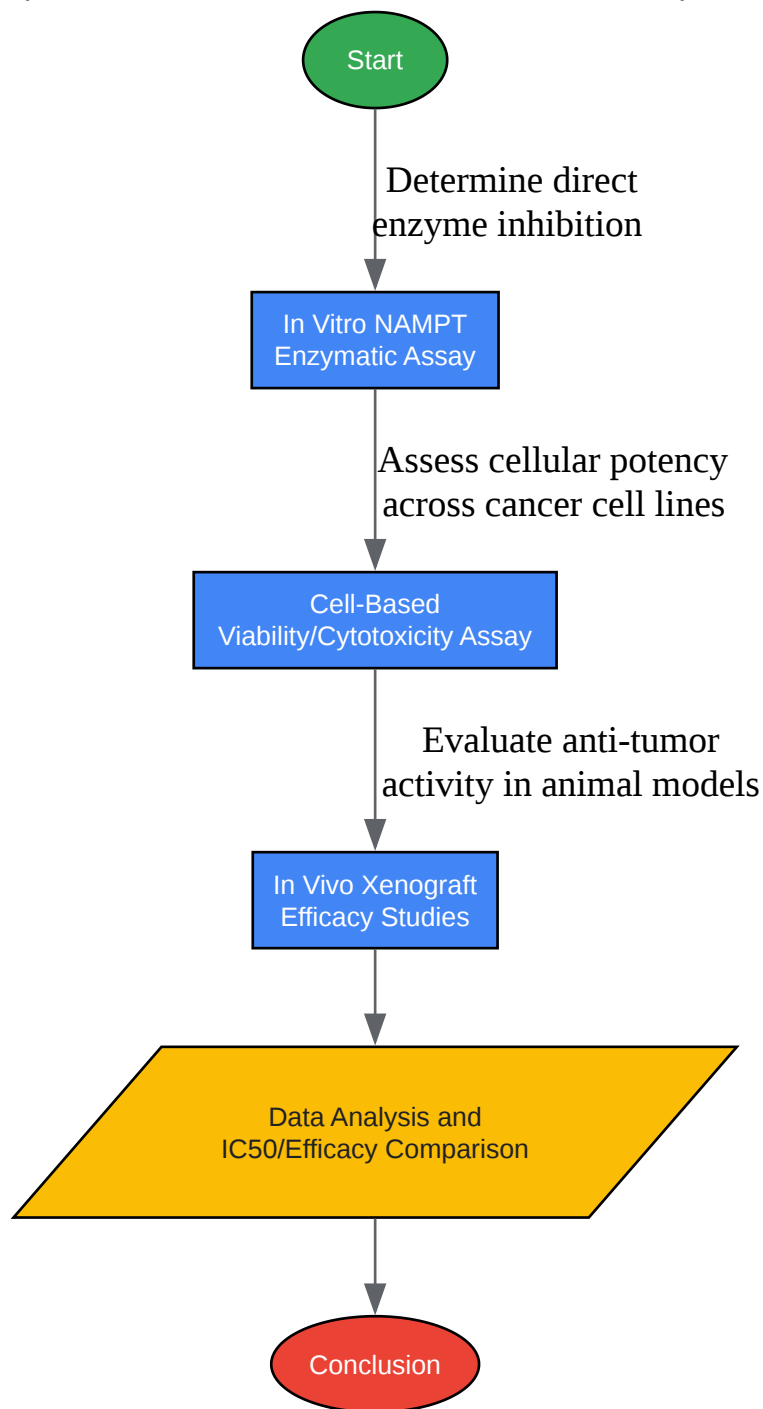 Start
Determine direct
enzyme inhibition
In Vitro NAMPT
Enzymatic Assay
Assess cellular potency
across cancer cell lines
Cell-Based
Viability/Cytotoxicity Assay
Evaluate anti-tumor
activity in animal models
In Vivo Xenograft
Efficacy Studies
Data Analysis and
IC50/Efficacy Comparison
Conclusion